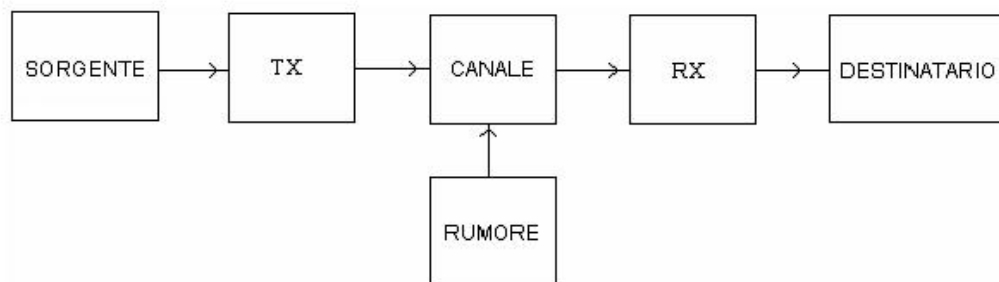 SORGENTE
TX
CANALE
RX
DESTINATARIO
RUMORE